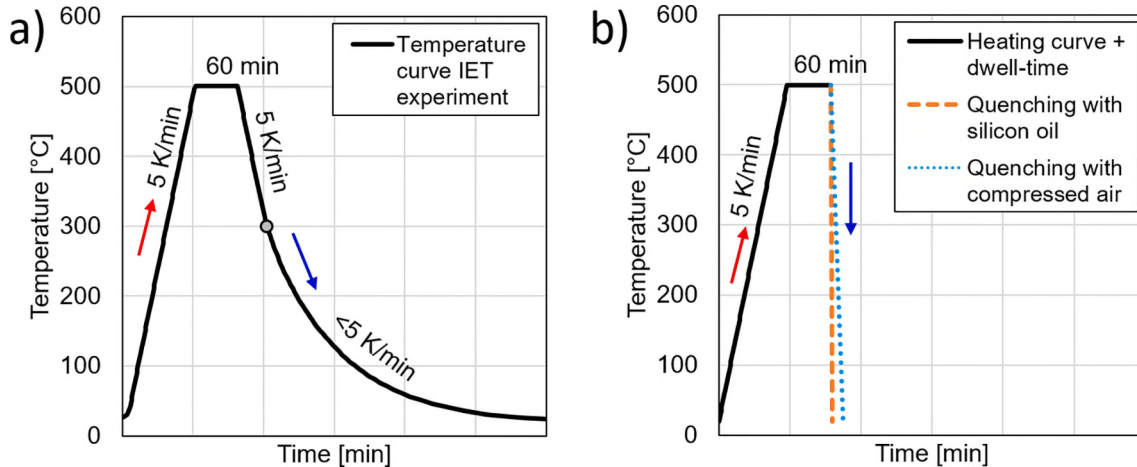 a)
600
500
400
300
200
100
0
Temperature [°C]
Time [min]
60 min
5 K/min
5 K/min
<5 K/min
Temperature
curve IET
experiment
b)
600
500
400
300
200
100
0
Temperature [°C]
Time [min]
60 min
5 K/min
Heating curve +
dwell-time
Quenching with
silicon oil
Quenching with
compressed air